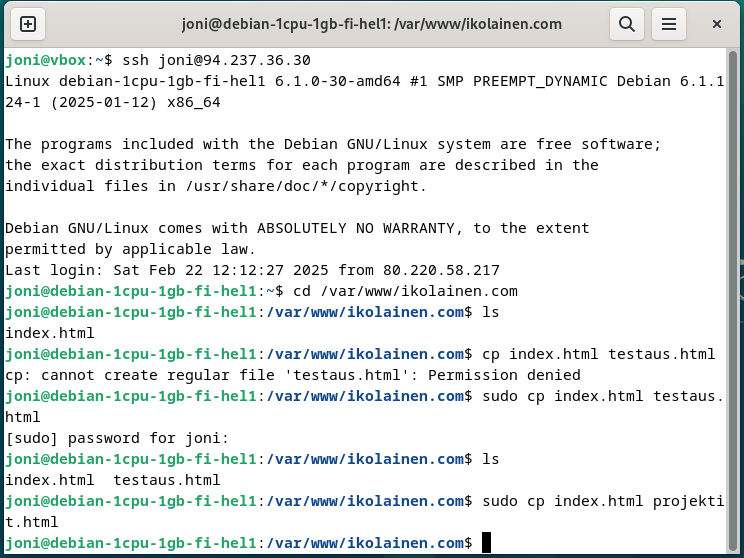 joni@debian-1cpu-1gb-fi-hel1: /var/www/ikolainen.com
joni@vbox:~$ ssh joni@94.237.36.30
Linux debian-1cpu-1gb-fi-hel1 6.1.0-30-amd64 #1 SMP PREEMPT_DYNAMIC Debian 6.1.1
24-1 (2025-01-12) x86_64
The programs included with the Debian GNU/Linux system are free software;
the exact distribution terms for each program are described in the
individual files in /usr/share/doc/*/copyright.
Debian GNU/Linux comes with ABSOLUTELY NO WARRANTY, to the extent
permitted by applicable law.
Last login: Sat Feb 22 12:12:27 2025 from 80.220.58.217
joni@debian-1cpu-1gb-fi-hel1:~$ cd /var/www/ikolainen.com
joni@debian-1cpu-1gb-fi-hel1:/var/www/ikolainen.com$ ls
index.html
joni@debian-1cpu-1gb-fi-hel1:/var/www/ikolainen.com$ cp index.html testaus.html
cp: cannot create regular file 'testaus.html': Permission denied
joni@debian-1cpu-1gb-fi-hel1:/var/www/ikolainen.com$ sudo cp index.html testaus.
html
[sudo] password for joni:
joni@debian-1cpu-1gb-fi-hel1:/var/www/ikolainen.com$ ls
index.html  testaus.html
joni@debian-1cpu-1gb-fi-hel1:/var/www/ikolainen.com$ sudo cp index.html projekti
t.html
joni@debian-1cpu-1gb-fi-hel1:/var/www/ikolainen.com$